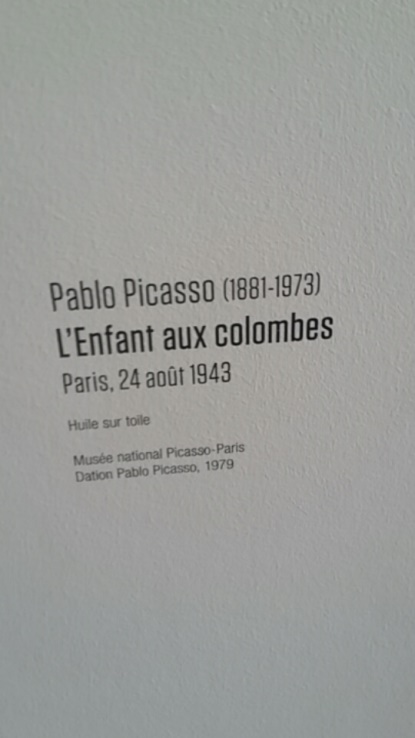 Pablo Picasso (1881-1973)
L'Enfant aux colombes
Paris, 24 août 1943
Huile sur toile
Musée national Picasso-Paris
Dation Pablo Picasso, 1979